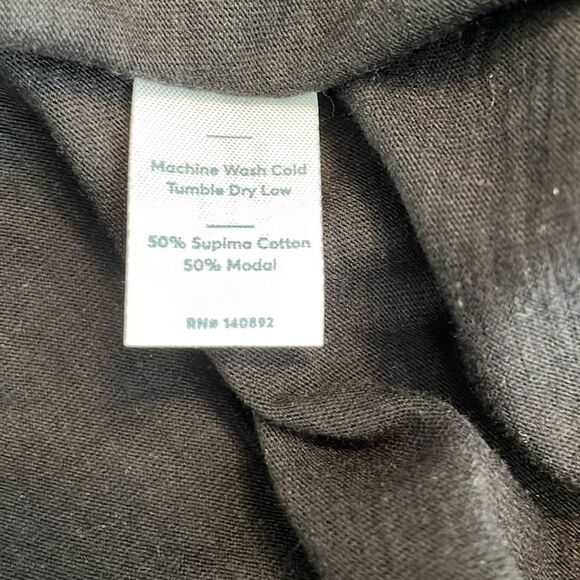 Machine Wash Cold
Tumble Dry Low
50% Supima Cotton
50% Modal
RN# 140892